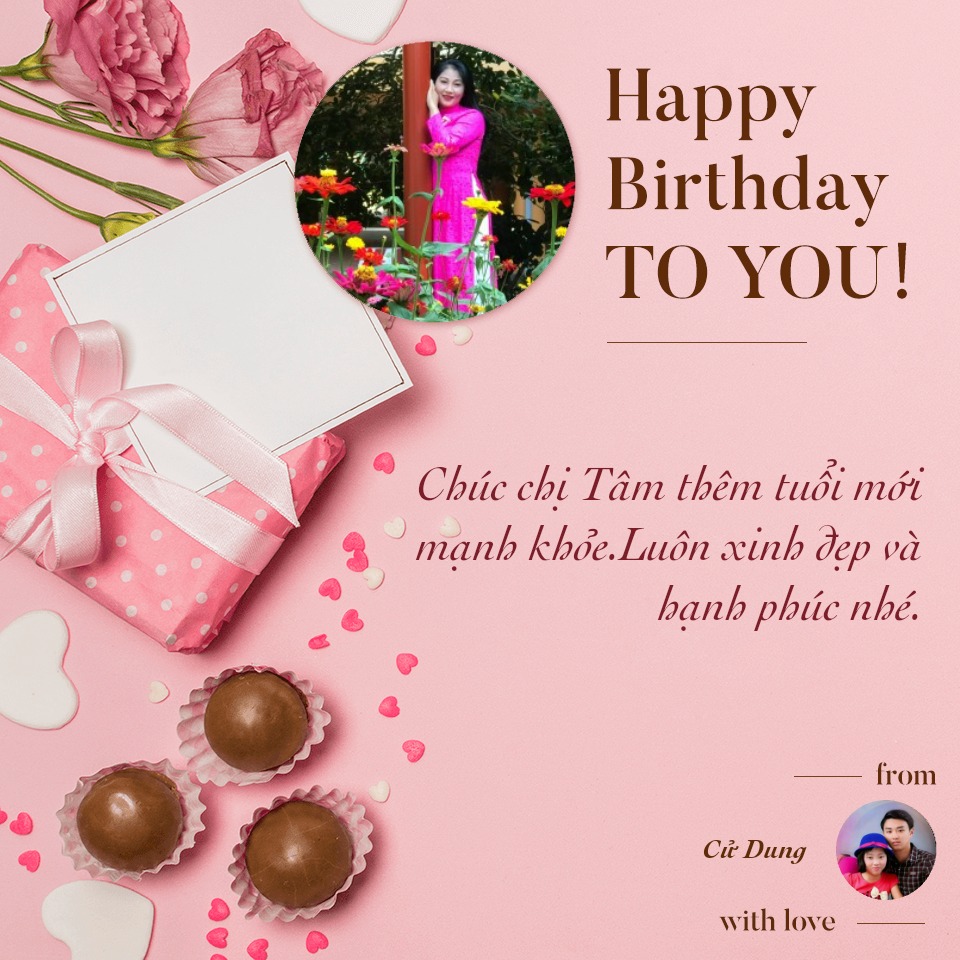 Happy
Birthday
TO YOU!
Chúc chị Tâm thêm tuổi mới
mạnh khỏe.Luôn xinh đẹp và
hạnh phúc nhé.
from
Cử Dung
with love